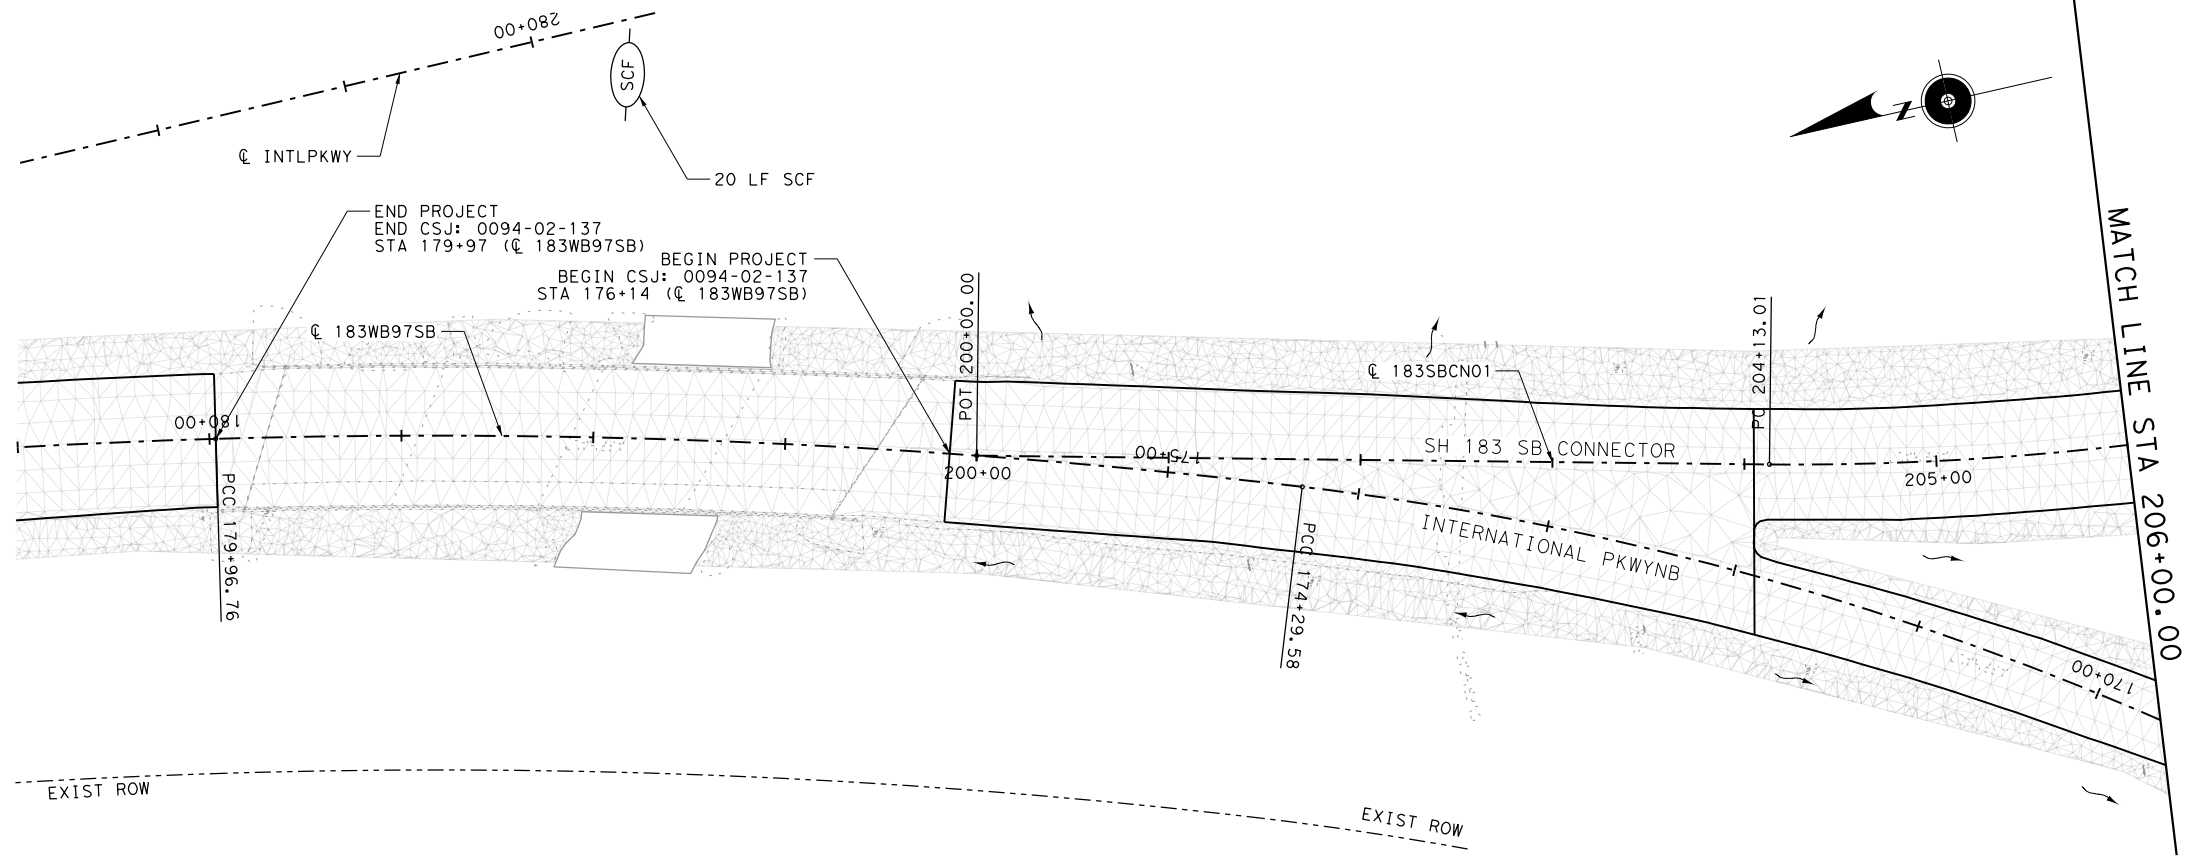 280+00
SCF
℄ INTLPKWY
20 LF SCF
N
END PROJECT
END CSJ: 0094-02-137
STA 179+97 (℄ 183WB97SB)
BEGIN PROJECT
BEGIN CSJ: 0094-02-137
STA 176+14 (℄ 183WB97SB)
℄ 183WB97SB
POT 200+00.00
℄ 183SBCN01
PC 204+13.01
MATCH LINE STA 206+00.00
180+00
PCC 179+96.76
200+00
175+00
SH 183 SB CONNECTOR
205+00
INTERNATIONAL PKWYNB
PCC 174+29.58
170+00
EXIST ROW
EXIST ROW